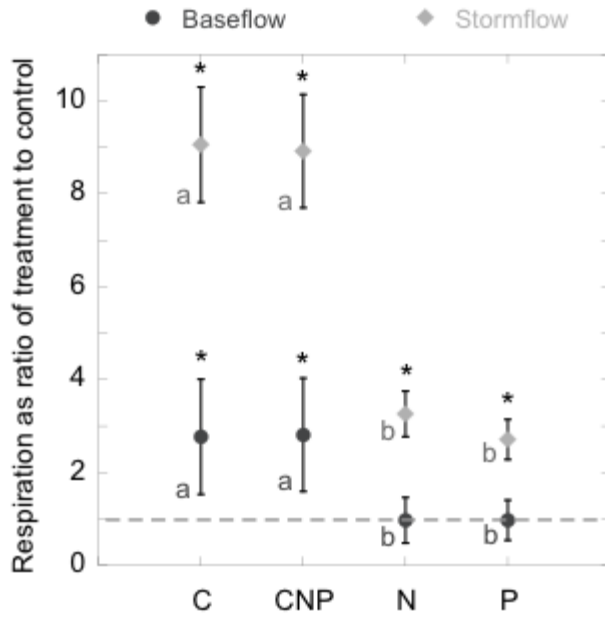 Baseflow Stormflow
Respiration as ratio of treatment to control
10
8
6
4
2
0
* *
a a
* * * *
b b
a a
b b
C CNP N P